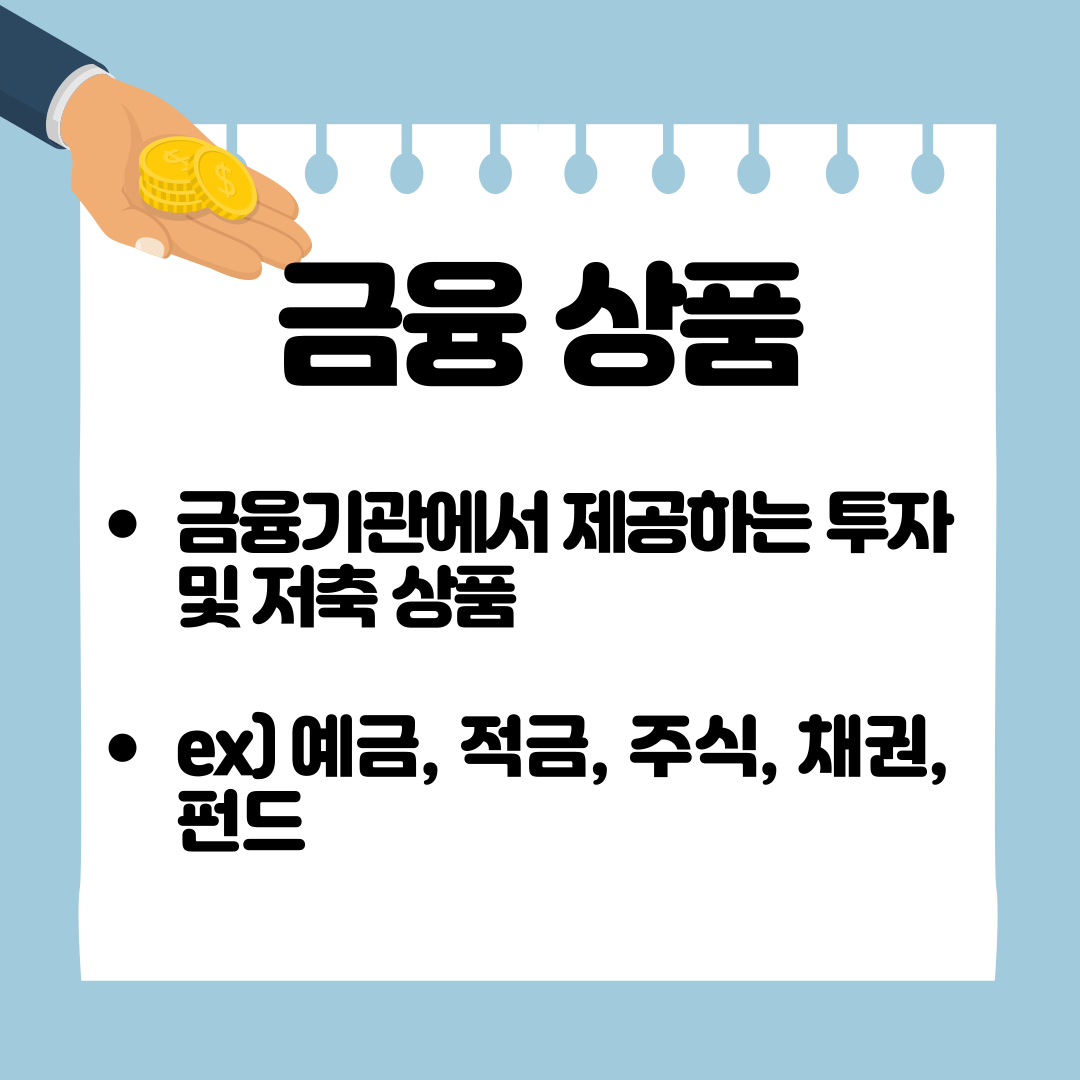 금융 상품
• 금융기관에서 제공하는 투자
및 저축 상품
• ex) 예금, 적금, 주식, 채권,
펀드